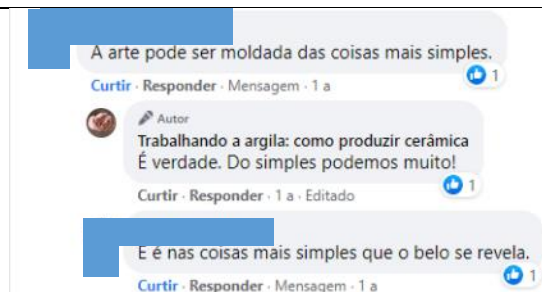 A arte pode ser moldada das coisas mais simples.
Curtir · Responder · Mensagem · 1 a
1
Autor
Trabalhando a argila: como produzir cerâmica
É verdade. Do simples podemos muito!
1
Curtir · Responder · 1 a · Editado
E é nas coisas mais simples que o belo se revela.
1
Curtir · Responder · Mensagem · 1 a